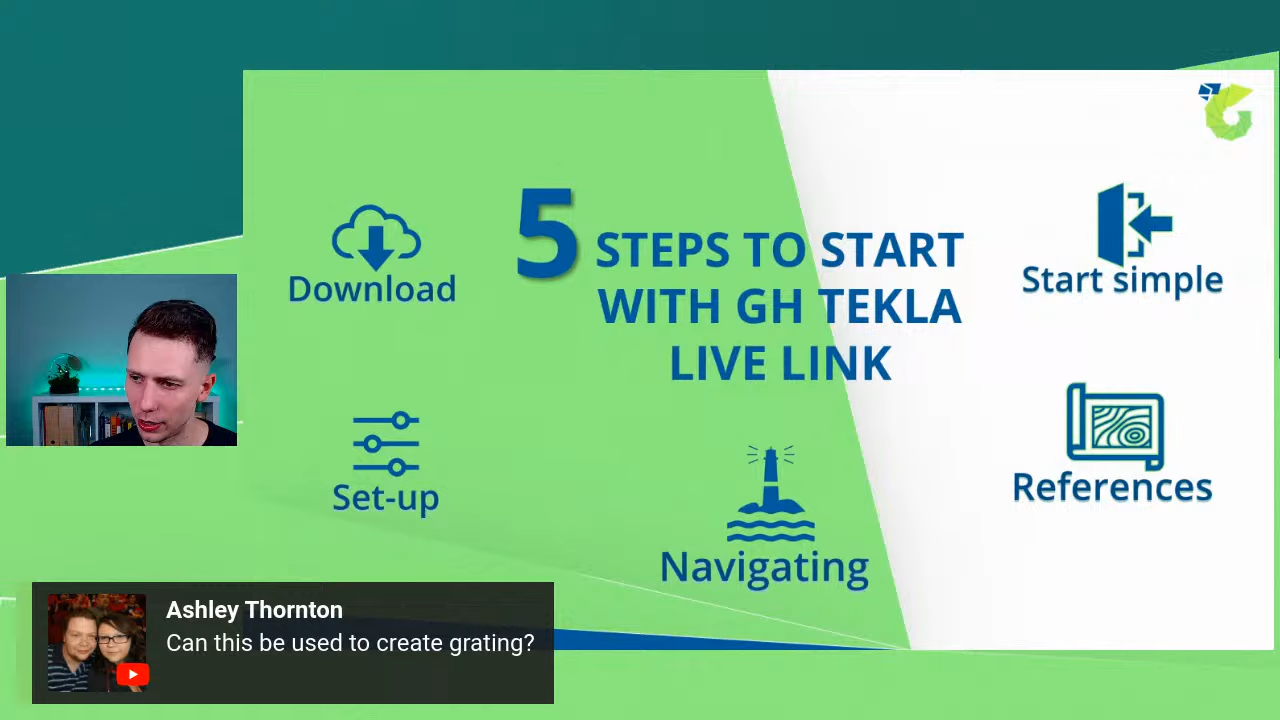 5 STEPS TO START
WITH GH TEKLA
LIVE LINK
Download
Set-up
Navigating
Start simple
References
Ashley Thornton
Can this be used to create grating?